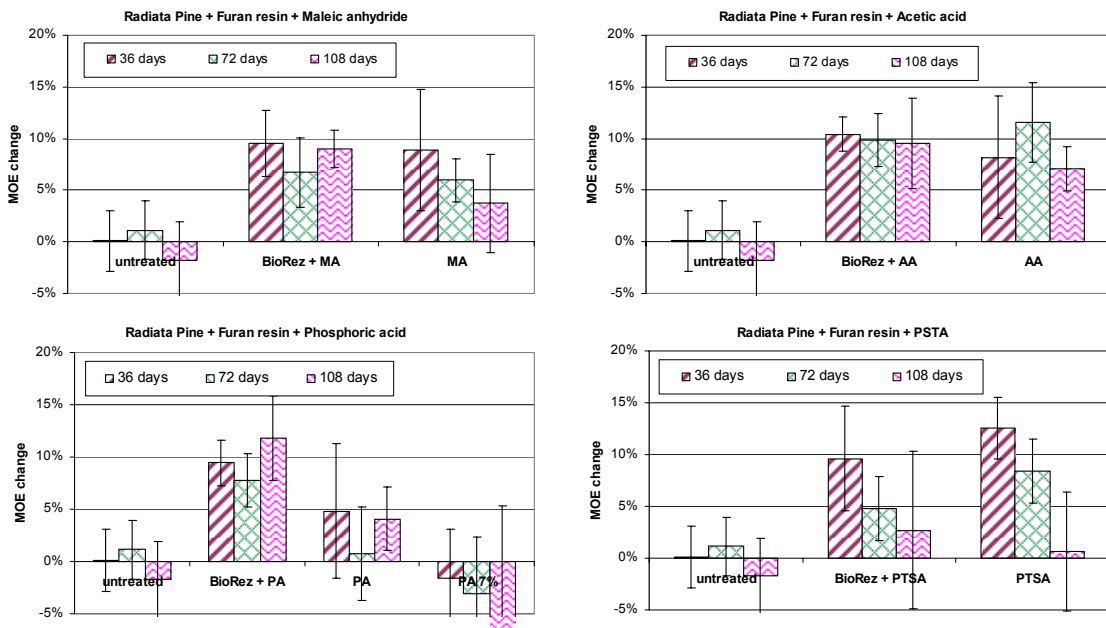 Radiata Pine + Furan resin + Maleic anhydride
20%
15%
10%
5%
0%
-5%
MOE change
36 days 72 days 108 days
untreated BioRez + MA MA
Radiata Pine + Furan resin + Acetic acid
20%
15%
10%
5%
0%
-5%
MOE change
36 days 72 days 108 days
untreated BioRez + AA AA
Radiata Pine + Furan resin + Phosphoric acid
20%
15%
10%
5%
0%
-5%
MOE change
36 days 72 days 108 days
untreated BioRez + PA PA PA 7%
Radiata Pine + Furan resin + PSTA
20%
15%
10%
5%
0%
-5%
MOE change
36 days 72 days 108 days
untreated BioRez + PTSA PTSA